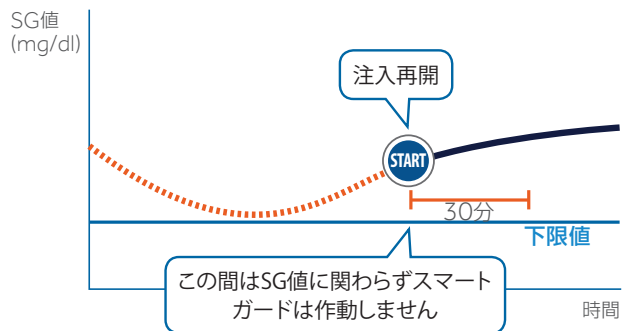 SG値
(mg/dl)
注入再開
START
30分
下限値
この間はSG値に関わらずスマート
ガードは作動しません
時間